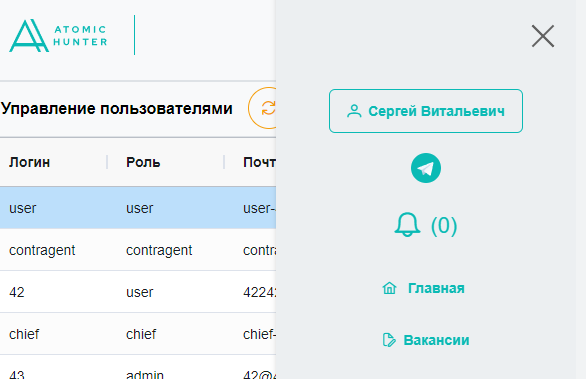 ATOMIC
HUNTER
Сергей Витальевич
Управление пользователями
(0)
Логин Роль Почт
user user user-
contragent contragent contra
42 user 4224
chief chief chief-
43 admin 42@
Главная
Вакансии